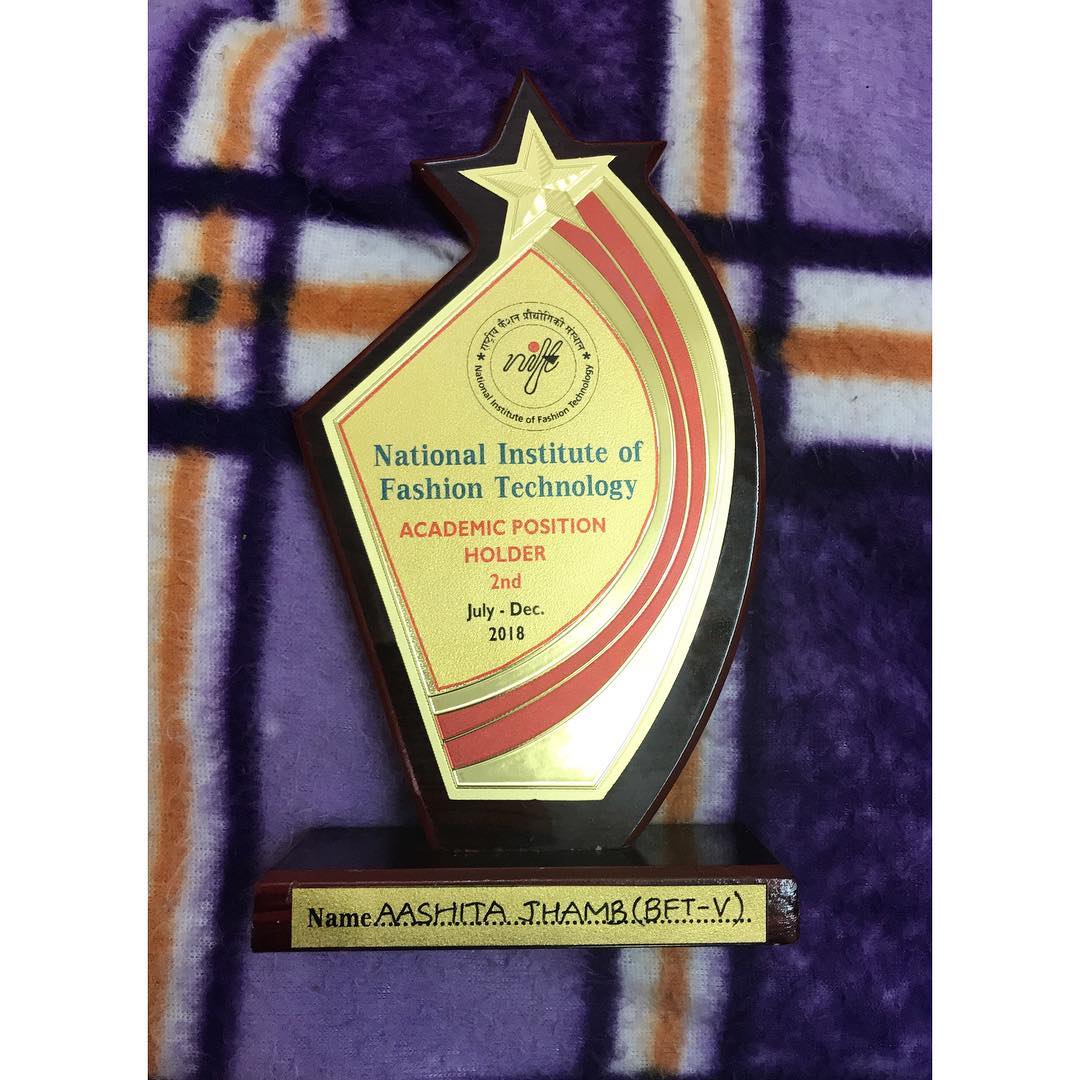 राष्ट्रीय फैशन प्रौद्योगिकी संस्थान
nift
National Institute of Fashion Technology
National Institute of
Fashion Technology
ACADEMIC POSITION
HOLDER
2nd
July - Dec.
2018
Name AASHITA JHAMB (BFT-V).